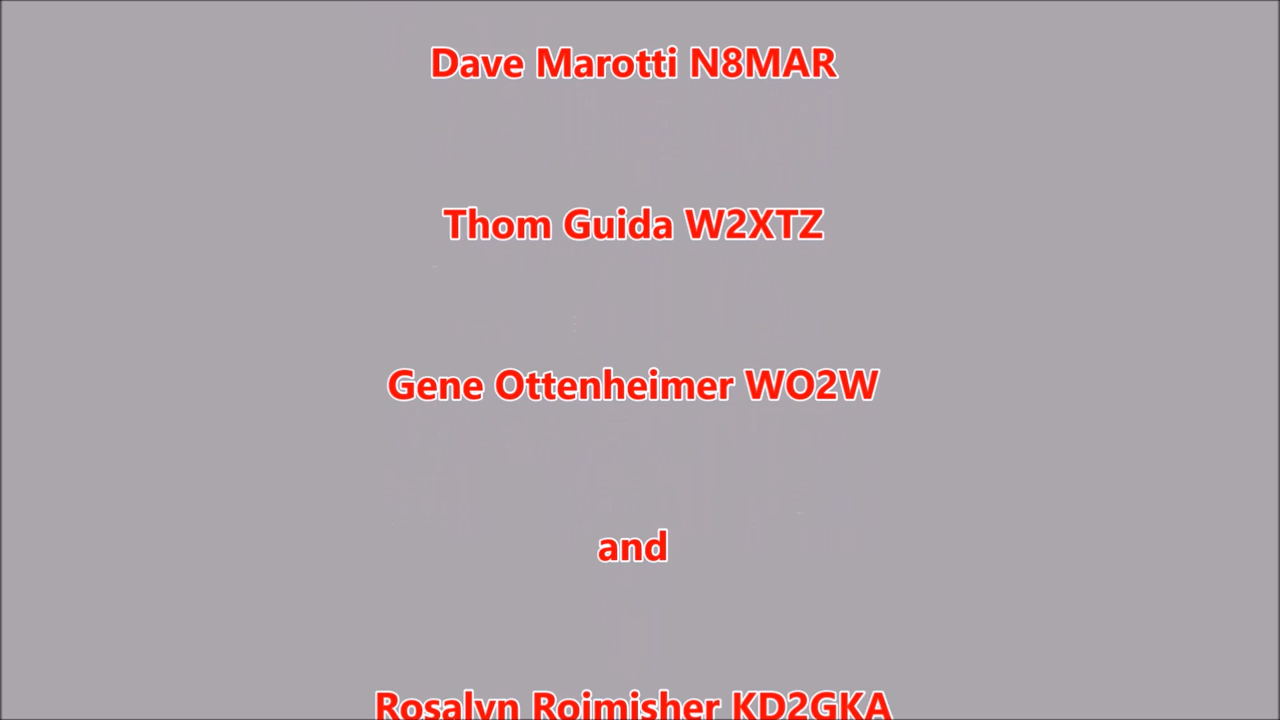 Dave Marotti N8MAR
Thom Guida W2XTZ
Gene Ottenheimer WO2W
and
Rosalyn Roimisher KD2GKA